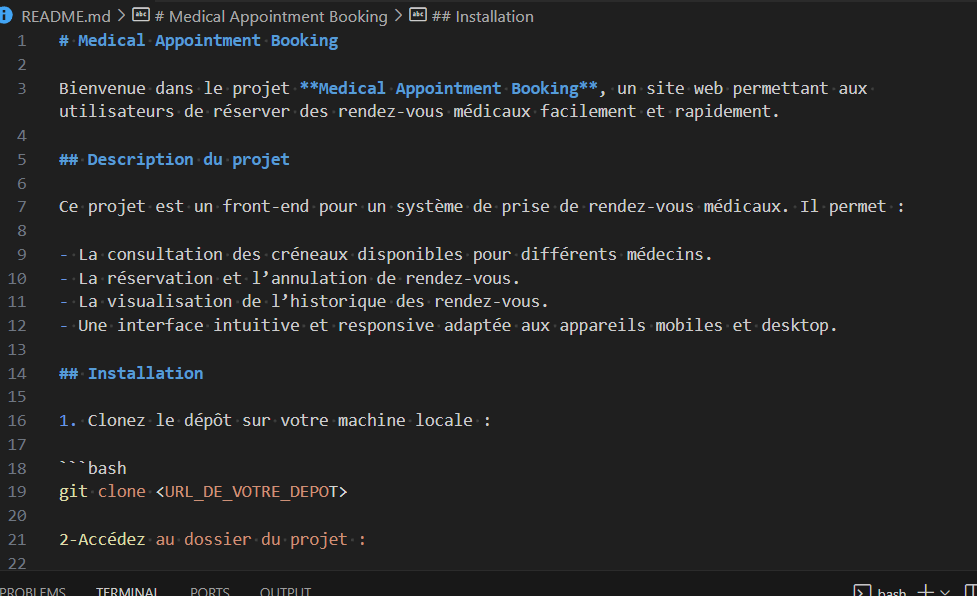 README.md > # Medical Appointment Booking > ## Installation
1 # Medical Appointment Booking
2
3 Bienvenue dans le projet **Medical Appointment Booking**, un site web permettant aux
utilisateurs de réserver des rendez-vous médicaux facilement et rapidement.
4
5 ## Description du projet
6
7 Ce projet est un front-end pour un système de prise de rendez-vous médicaux. Il permet :
8
9 - La consultation des créneaux disponibles pour différents médecins.
10 - La réservation et l’annulation de rendez-vous.
11 - La visualisation de l’historique des rendez-vous.
12 - Une interface intuitive et responsive adaptée aux appareils mobiles et desktop.
13
14 ## Installation
15
16 1. Clonez le dépôt sur votre machine locale :
17
18 ```bash
19 git clone <URL_DE_VOTRE_DEPOT>
20
21 2-Accédez au dossier du projet :
22
PROBLEMS TERMINAL PORTS OUTPUT bash